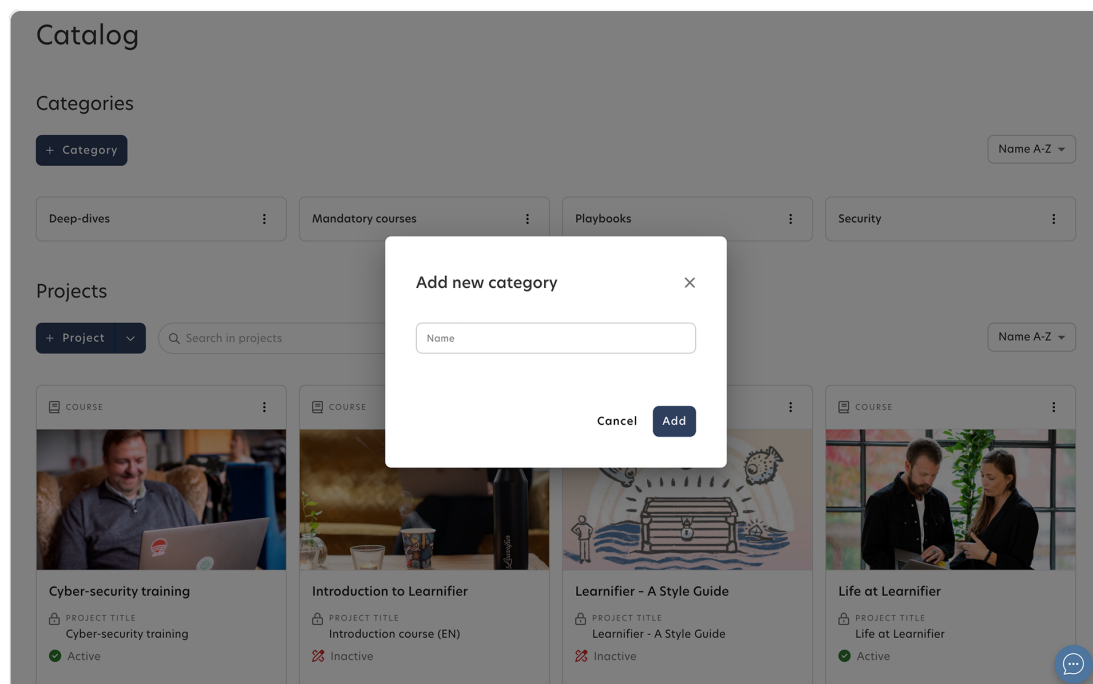 Catalog
Categories
+ Category
Name A-Z
Deep-dives
Mandatory courses
Playbooks
Security
Add new category
Name
Cancel
Add
Projects
+ Project
Search in projects
Name A-Z
COURSE
COURSE
COURSE
Learnifier
Cyber-security training
PROJECT TITLE
Cyber-security training
Active
Introduction to Learnifier
PROJECT TITLE
Introduction course (EN)
Inactive
Learnifier – A Style Guide
PROJECT TITLE
Learnifier - A Style Guide
Inactive
Life at Learnifier
PROJECT TITLE
Life at Learnifier
Active